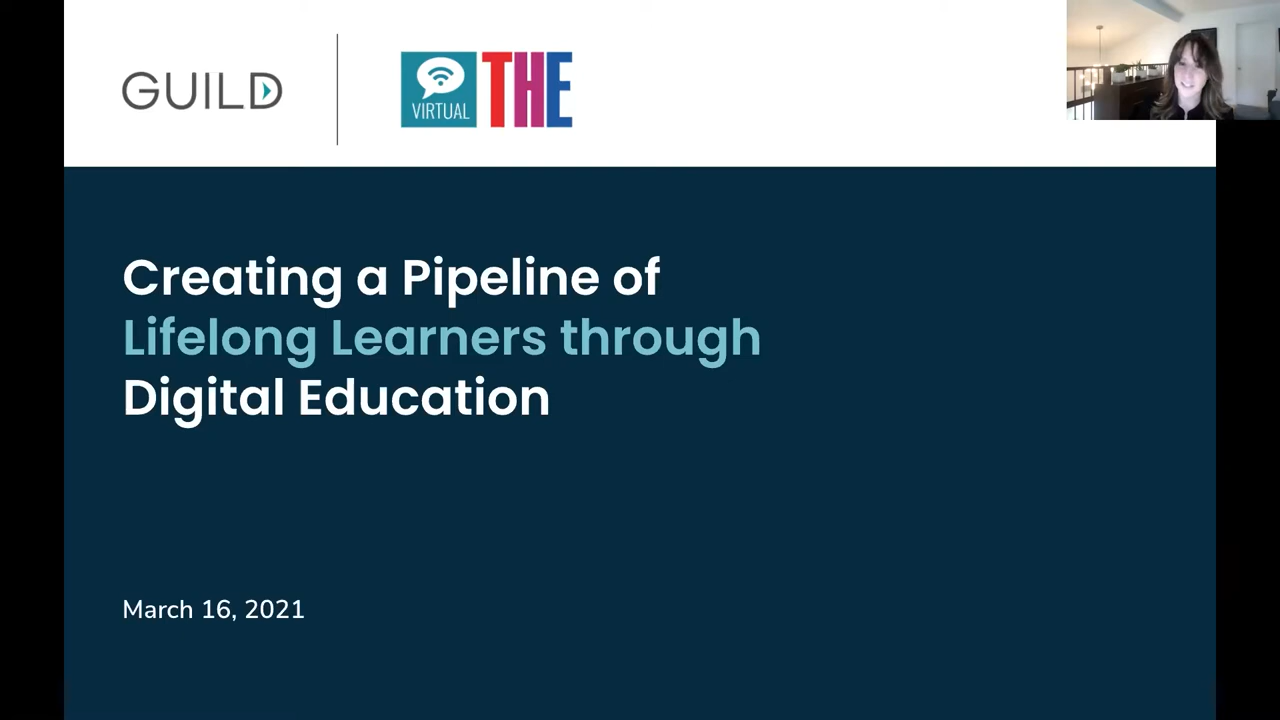 GUILD
VIRTUAL
THE
Creating a Pipeline of
Lifelong Learners through
Digital Education
March 16, 2021